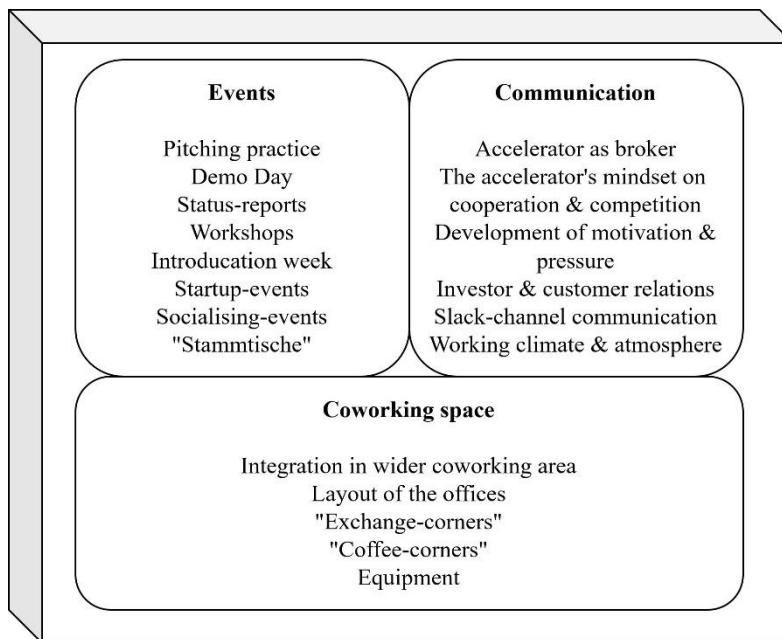 Events
Pitching practice
Demo Day
Status-reports
Workshops
Introducation week
Startup-events
Socialising-events
"Stammtische"
Communication
Accelerator as broker
The accelerator's mindset on
cooperation & competition
Development of motivation &
pressure
Investor & customer relations
Slack-channel communication
Working climate & atmosphere
Coworking space
Integration in wider coworking area
Layout of the offices
"Exchange-corners"
"Coffee-corners"
Equipment